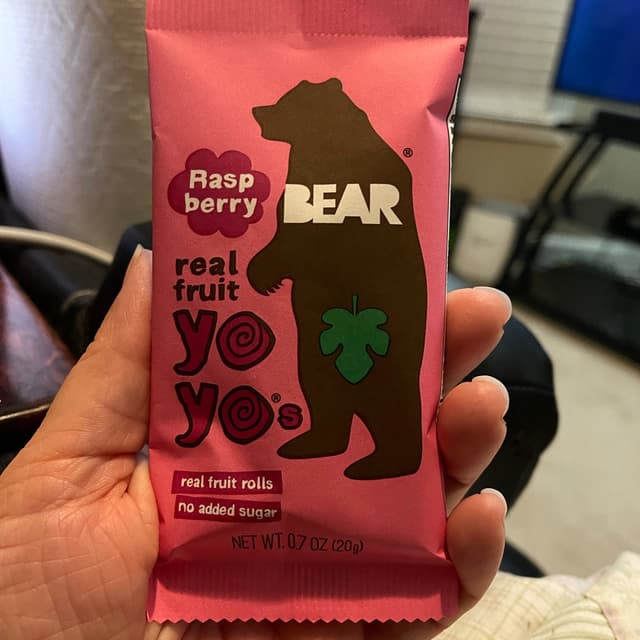 Rasp
berry
BEAR®
real
fruit
yo
yo®s
real fruit rolls
no added sugar
NET WT. 0.7 OZ (20g)